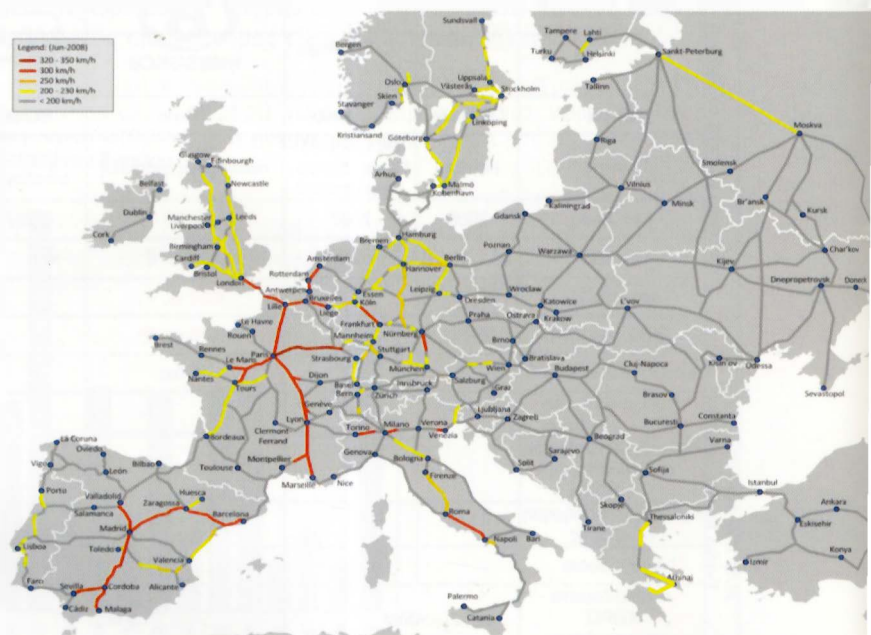 Legend: (Jun-2008)
320 - 350 km/h
300 km/h
250 km/h
200 - 230 km/h
< 200 km/h
Sundsvall
Tampere
Lahti
Turku
Helsinki
Sankt-Peterburg
Bergen
Oslo
Uppsala
Västerås
Stockholm
Tallinn
Skien
Stavanger
Linköping
Moskva
Kristiansand
Göteborg
Riga
Smolensk
Glasgow
Edinbourgh
Newcastle
Arhus
Malmö
København
Vilnius
Minsk
Belfast
Kaliningrad
Br'ansk
Kursk
Dublin
Manchester
Liverpool
Leeds
Gdansk
Hamburg
Bremen
Cork
Birmingham
Amsterdam
Hannover
Berlin
Poznan
Warzawa
Char'kov
Cardiff
Bristol
London
Rotterdam
Antwerpen
Bruxelles
Essen
Köln
Leipzig
Dresden
Wroclaw
Kijev
Dnepropetrovsk
Donets
Lille
Liège
Katowice
Krakow
L'vov
Le Havre
Rouen
Frankfurt
Mannheim
Nürnberg
Praha
Ostrava
Brest
Rennes
Paris
Strasbourg
Stuttgart
Brno
Le Mans
München
Wien
Bratislava
Nantes
Tours
Dijon
Basel
Bern
Zürich
Innsbruck
Salzburg
Graz
Budapest
Cluj-Napoca
Kisin'ov
Odessa
Sevastopol
Genève
Lyon
Ljubljana
Zagreb
Brasov
Bordeaux
Clermont
Ferrand
Torino
Milano
Verona
Venezia
Bucuresti
Constanta
La Coruna
Oviedo
Bilbao
Toulouse
Montpellier
Genova
Bologna
Beograd
Varna
Vigo
León
Marseille
Nice
Firenze
Split
Sarajevo
Sofija
Porto
Valladolid
Salamanca
Zaragossa
Huesca
Barcelona
Roma
Skopje
Istanbul
Ankara
Madrid
Napoli
Bari
Tirane
Thessaloniki
Eskisehir
Lisboa
Toledo
Valencia
Izmir
Konya
Faro
Sevilla
Cordoba
Alicante
Palermo
Athinai
Cádiz
Malaga
Catania